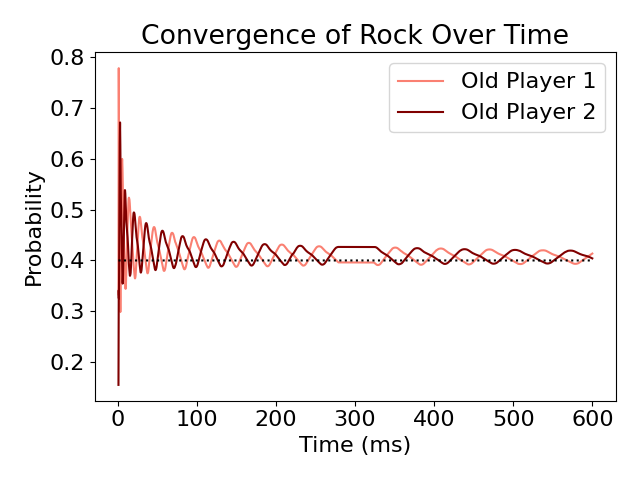 Convergence of Rock Over Time
Old Player 1
Old Player 2
Probability
0.8
0.7
0.6
0.5
0.4
0.3
0.2
0 100 200 300 400 500 600
Time (ms)